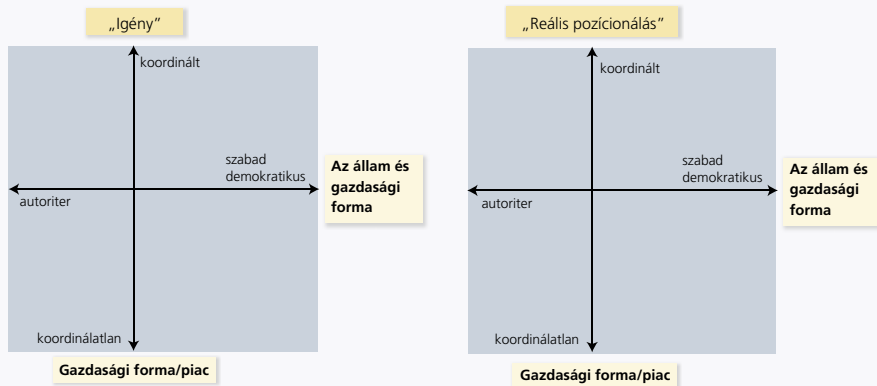 „Igény“
koordinált
szabad
demokratikus
Az állam és
gazdasági
forma
autoriter
koordinálatlan
Gazdasági forma/piac
„Reális pozícionálás”
koordinált
szabad
demokratikus
Az állam és
gazdasági
forma
autoriter
koordinálatlan
Gazdasági forma/piac